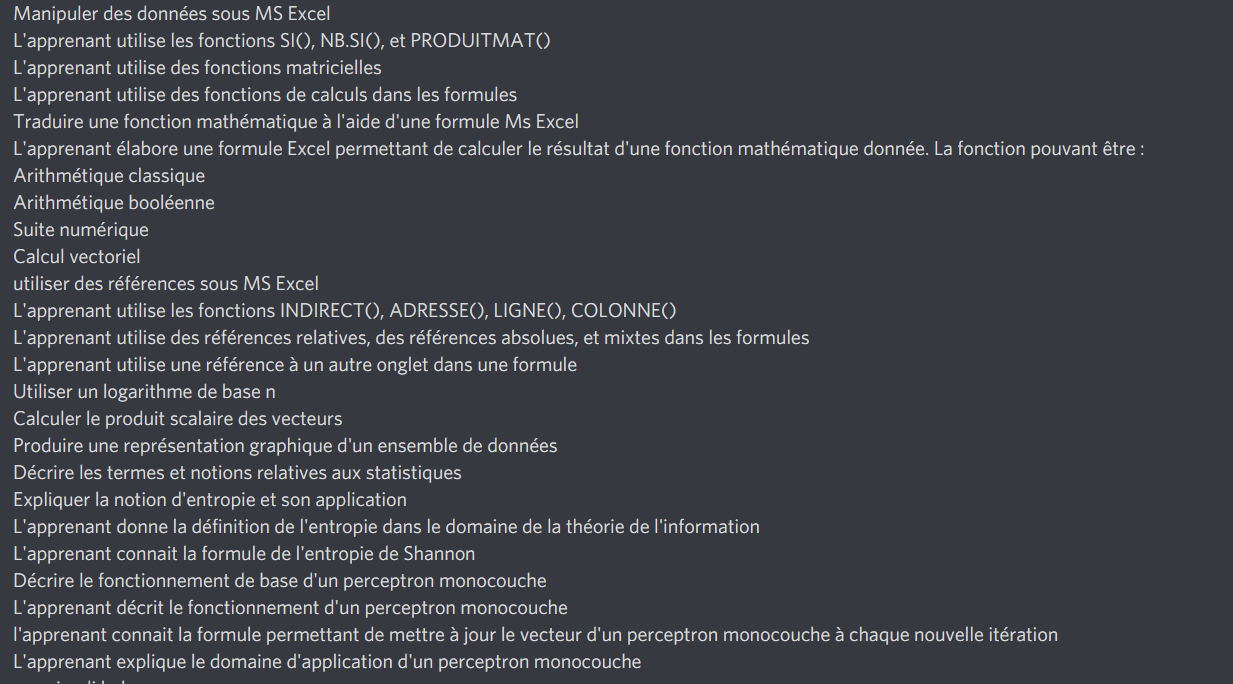 Manipuler des données sous MS Excel
L'apprenant utilise les fonctions SI(), NB.SI(), et PRODUITMAT()
L'apprenant utilise des fonctions matricielles
L'apprenant utilise des fonctions de calculs dans les formules
Traduire une fonction mathématique à l'aide d'une formule Ms Excel
L'apprenant élabore une formule Excel permettant de calculer le résultat d'une fonction mathématique donnée. La fonction pouvant être :
Arithmétique classique
Arithmétique booléenne
Suite numérique
Calcul vectoriel
utiliser des références sous MS Excel
L'apprenant utilise les fonctions INDIRECT(), ADRESSE(), LIGNE(), COLONNE()
L'apprenant utilise des références relatives, des références absolues, et mixtes dans les formules
L'apprenant utilise une référence à un autre onglet dans une formule
Utiliser un logarithme de base n
Calculer le produit scalaire des vecteurs
Produire une représentation graphique d'un ensemble de données
Décrire les termes et notions relatives aux statistiques
Expliquer la notion d'entropie et son application
L'apprenant donne la définition de l'entropie dans le domaine de la théorie de l'information
L'apprenant connait la formule de l'entropie de Shannon
Décrire le fonctionnement de base d'un perceptron monocouche
L'apprenant décrit le fonctionnement d'un perceptron monocouche
l'apprenant connait la formule permettant de mettre à jour le vecteur d'un perceptron monocouche à chaque nouvelle itération
L'apprenant explique le domaine d'application d'un perceptron monocouche